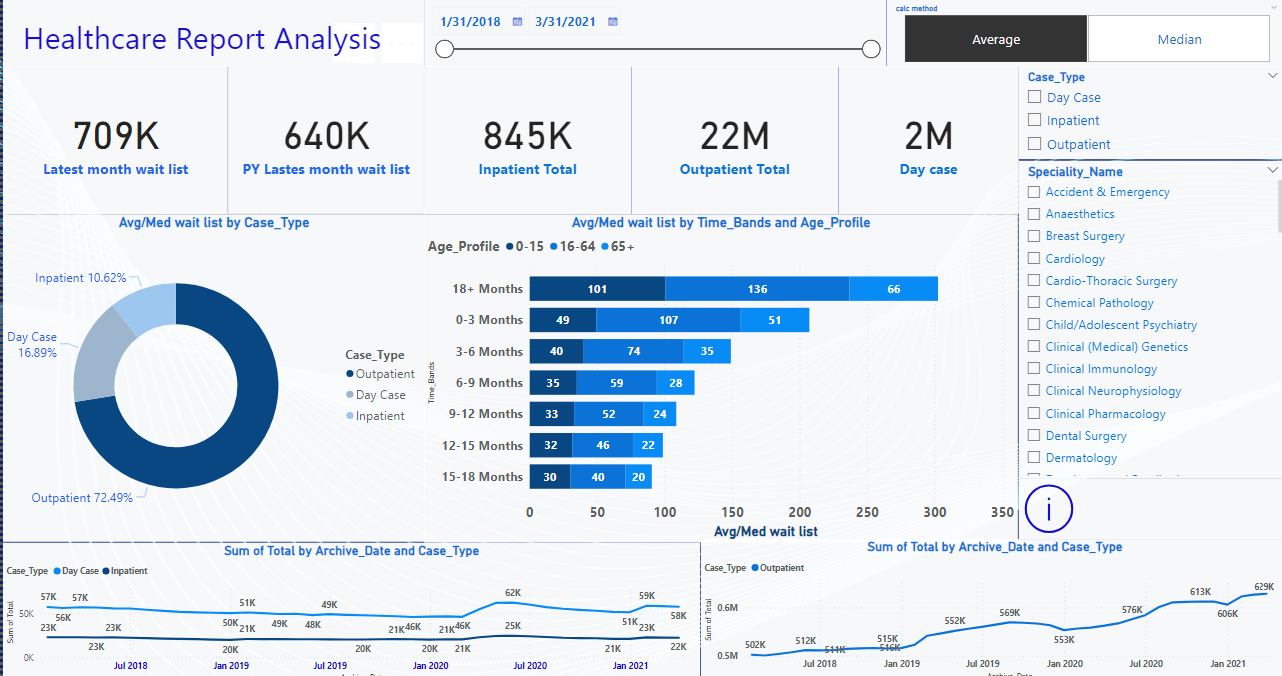 Healthcare Report Analysis
1/31/2018
3/31/2021
calc method
Average
Median
709K
Latest month wait list
640K
PY Lastes month wait list
845K
Inpatient Total
22M
Outpatient Total
2M
Day case
Case_Type
Day Case
Inpatient
Outpatient
Speciality_Name
Accident & Emergency
Anaesthetics
Breast Surgery
Cardiology
Cardio-Thoracic Surgery
Chemical Pathology
Child/Adolescent Psychiatry
Clinical (Medical) Genetics
Clinical Immunology
Clinical Neurophysiology
Clinical Pharmacology
Dental Surgery
Dermatology
i
Avg/Med wait list by Case_Type
Inpatient 10.62%
Day Case
16.89%
Outpatient 72.49%
Case_Type
Outpatient
Day Case
Inpatient
Avg/Med wait list by Time_Bands and Age_Profile
Age_Profile 0-15 16-64 65+
Time_Bands
18+ Months 101 136 66
0-3 Months 49 107 51
3-6 Months 40 74 35
6-9 Months 35 59 28
9-12 Months 33 52 24
12-15 Months 32 46 22
15-18 Months 30 40 20
0 50 100 150 200 250 300 350
Avg/Med wait list
Sum of Total by Archive_Date and Case_Type
Case_Type Day Case Inpatient
Sum of Total
50K
0K
57K 56K 57K 50K 51K 49K 48K 49K 46K 46K 62K 51K 59K 58K
23K 23K 23K 20K 21K 20K 21K 20K 21K 21K 25K 21K 23K 22K
Jul 2018 Jan 2019 Jul 2019 Jan 2020 Jul 2020 Jan 2021
Sum of Total by Archive_Date and Case_Type
Case_Type Outpatient
Sum of Total
0.6M
0.5M
502K 512K 511K 515K 516K 552K 569K 553K 576K 613K 606K 629K
Jul 2018 Jan 2019 Jul 2019 Jan 2020 Jul 2020 Jan 2021